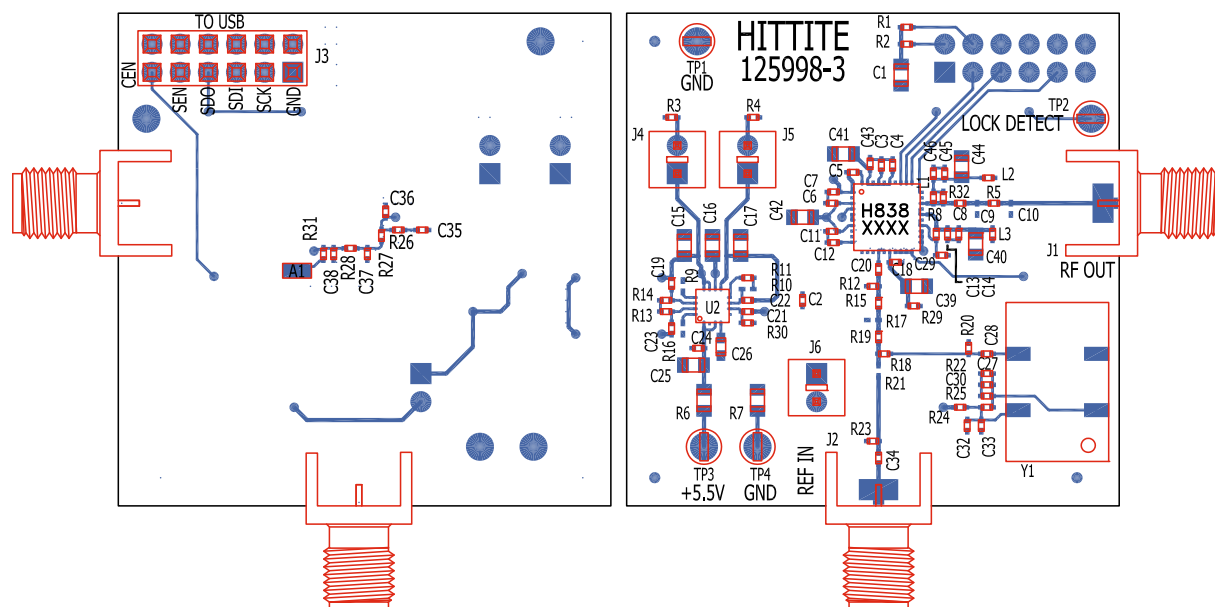 TO USB
J3
CEN
SEN
SDO
SDI
SCK
GND
C36
R31
R26
C35
A1
C38
R28
C37
R27
HITTITE
125998-3
TP1
GND
R1
R2
C1
TP2
LOCK DETECT
R3
R4
J4
J5
C41
C43
C3
C4
C46
C45
C44
C5
L1
L2
C7
C6
C42
H838
XXXX
R32
R5
R8
C8
C9
C10
L3
C15
C16
C17
C11
C12
C40
J1
RF OUT
C20
C18
C29
C13
C14
C19
R9
R11
R10
R12
R14
R13
U2
C22
C21
C2
R15
C39
R29
R30
R17
C23
R16
C24
C26
R19
R20
C28
C25
J6
R18
R22
C27
R21
C30
R25
R6
R7
R24
R23
J2
C32
C33
TP3
+5.5V
TP4
GND
REF IN
C34
Y1